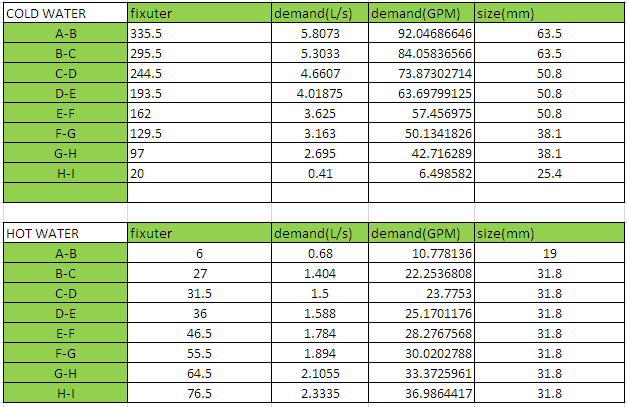 COLD WATER fixuter demand(L/s) demand(GPM) size(mm)
A-B 335.5 5.8073 92.04686646 63.5
B-C 295.5 5.3033 84.05836566 63.5
C-D 244.5 4.6607 73.87302714 50.8
D-E 193.5 4.01875 63.69799125 50.8
E-F 162 3.625 57.456975 50.8
F-G 129.5 3.163 50.1341826 38.1
G-H 97 2.695 42.716289 38.1
H-I 20 0.41 6.498582 25.4
HOT WATER fixuter demand(L/s) demand(GPM) size(mm)
A-B 6 0.68 10.778136 19
B-C 27 1.404 22.2536808 31.8
C-D 31.5 1.5 23.7753 31.8
D-E 36 1.588 25.1701176 31.8
E-F 46.5 1.784 28.2767568 31.8
F-G 55.5 1.894 30.0202788 31.8
G-H 64.5 2.1055 33.3725961 31.8
H-I 76.5 2.3335 36.9864417 31.8